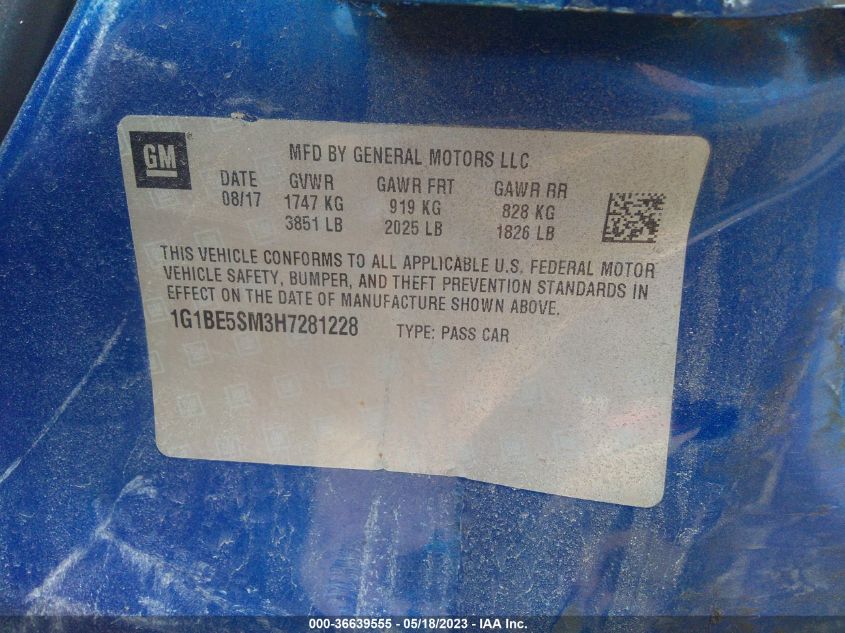 GM
MFD BY GENERAL MOTORS LLC
DATE GVWR GAWR FRT GAWR RR
08/17 1747 KG 919 KG 828 KG
3851 LB 2025 LB 1826 LB
THIS VEHICLE CONFORMS TO ALL APPLICABLE U.S. FEDERAL MOTOR
VEHICLE SAFETY, BUMPER, AND THEFT PREVENTION STANDARDS IN
EFFECT ON THE DATE OF MANUFACTURE SHOWN ABOVE.
1G1BE5SM3H7281228 TYPE: PASS CAR
000-36639555 - 05/18/2023 - IAA Inc.